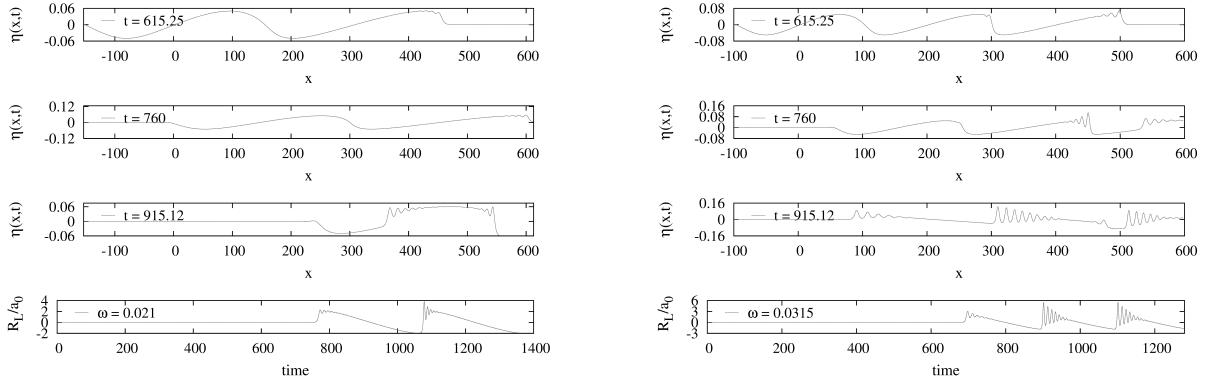 η(x,t)
0.06
0
-0.06
t = 615.25
-100 0 100 200 300 400 500 600
x
η(x,t)
0.12
0
-0.12
t = 760
-100 0 100 200 300 400 500 600
x
η(x,t)
0.06
0
-0.06
t = 915.12
-100 0 100 200 300 400 500 600
x
R_L/a_0
4
2
0
-2
ω = 0.021
0 200 400 600 800 1000 1200 1400
time
η(x,t)
0.08
0
-0.08
t = 615.25
-100 0 100 200 300 400 500 600
x
η(x,t)
0.16
0.08
0
-0.08
t = 760
-100 0 100 200 300 400 500 600
x
η(x,t)
0.16
0
-0.16
t = 915.12
-100 0 100 200 300 400 500 600
x
R_L/a_0
6
3
0
-3
ω = 0.0315
0 200 400 600 800 1000 1200
time